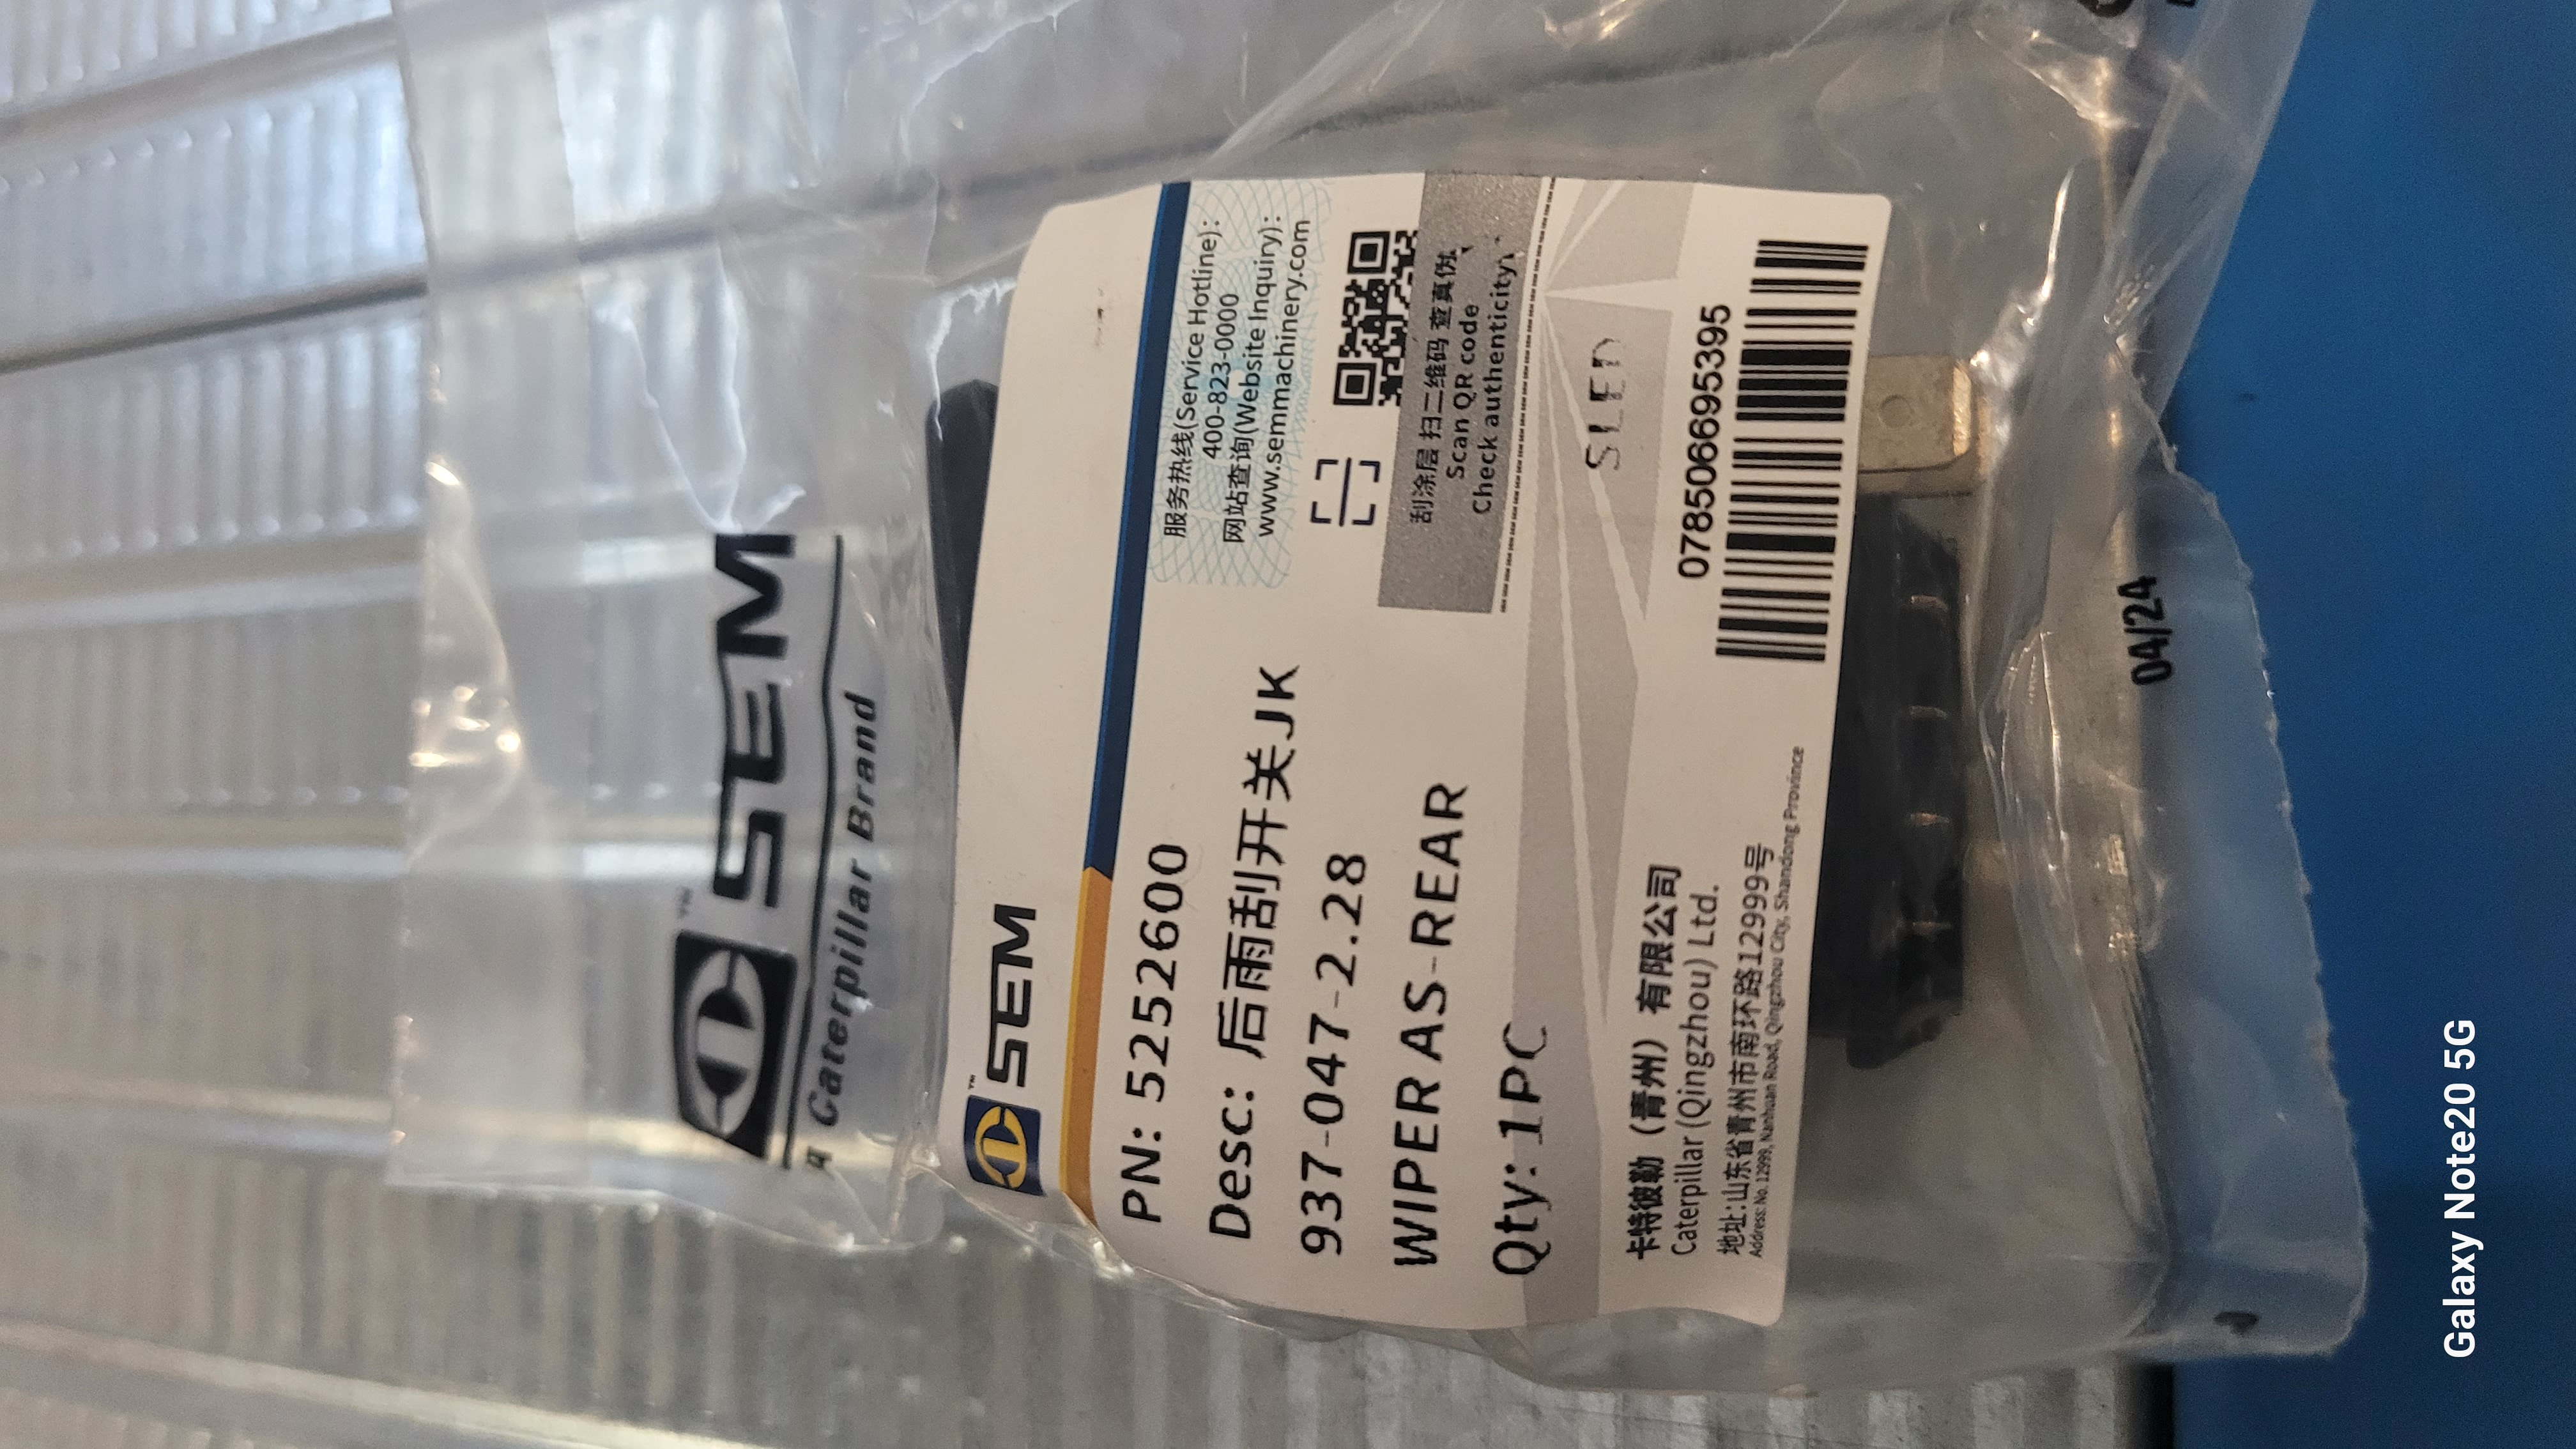 SEM
A Caterpillar Brand
SEM
PN: 5252600
Desc: 后雨刮开关JK
937-047-2.28
WIPER AS-REAR
Qty: 1PC
服务热线(Service Hotline):
400-823-0000
网站查询(Website Inquiry):
www.semmachinery.com
刮涂层 扫二维码 查真伪
Scan QR code
Check authenticity
卡特彼勒（青州）有限公司
Caterpillar (Qingzhou) Ltd.
地址:山东省青州市南环路12999号
Address: No. 12999, Nanhuan Road, Qingzhou City, Shandong Province
0785066695395
04/24
Galaxy Note20 5G